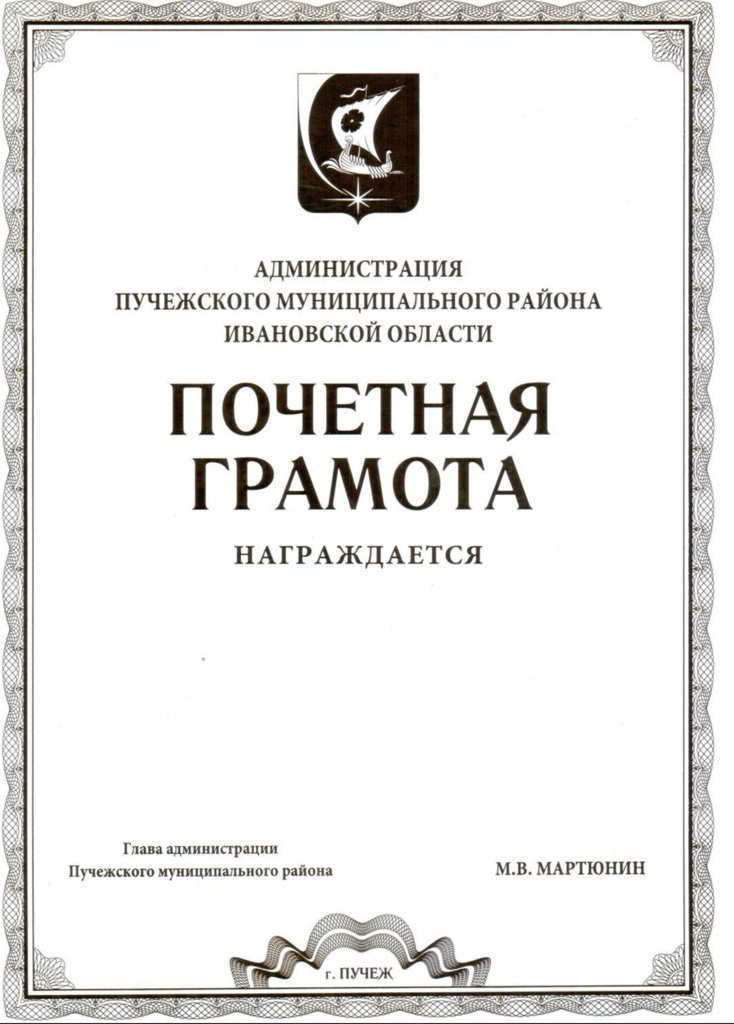 АДМИНИСТРАЦИЯ
ПУЧЕЖСКОГО МУНИЦИПАЛЬНОГО РАЙОНА
ИВАНОВСКОЙ ОБЛАСТИ
ПОЧЕТНАЯ
ГРАМОТА
НАГРАЖДАЕТСЯ
Глава администрации
Пучежского муниципального района
М.В. МАРТЮНИН
г. ПУЧЕЖ